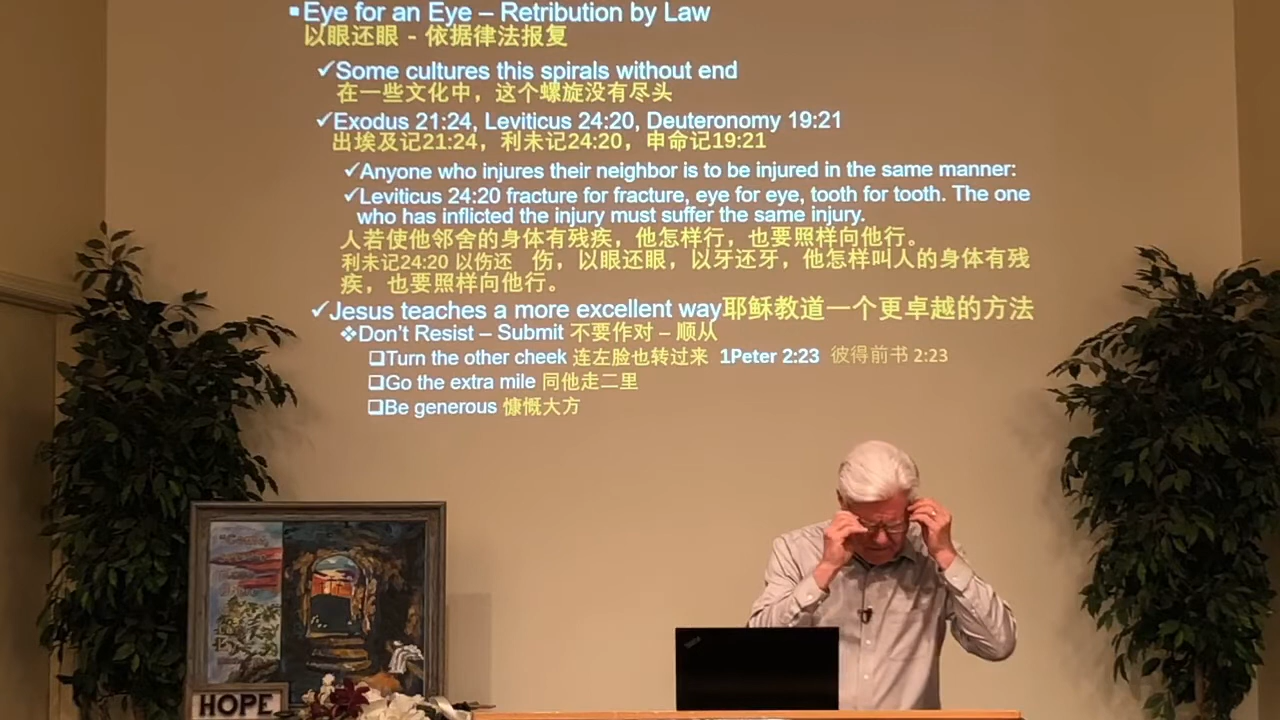 ▪Eye for an Eye – Retribution by Law
以眼还眼 - 依据律法报复
✓Some cultures this spirals without end
在一些文化中，这个螺旋没有尽头
✓Exodus 21:24, Leviticus 24:20, Deuteronomy 19:21
出埃及记21:24，利未记24:20，申命记19:21
✓Anyone who injures their neighbor is to be injured in the same manner:
✓Leviticus 24:20 fracture for fracture, eye for eye, tooth for tooth. The one
who has inflicted the injury must suffer the same injury.
人若使他邻舍的身体有残疾，他怎样行，也要照样向他行。
利未记24:20 以伤还　伤，以眼还眼，以牙还牙，他怎样叫人的身体有残
疾，也要照样向他行。
✓Jesus teaches a more excellent way耶稣教道一个更卓越的方法
❖Don't Resist – Submit 不要作对 – 顺从
❑Turn the other cheek 连左脸也转过来 1Peter 2:23 彼得前书 2:23
❑Go the extra mile 同他走二里
❑Be generous 慷慨大方
HOPE